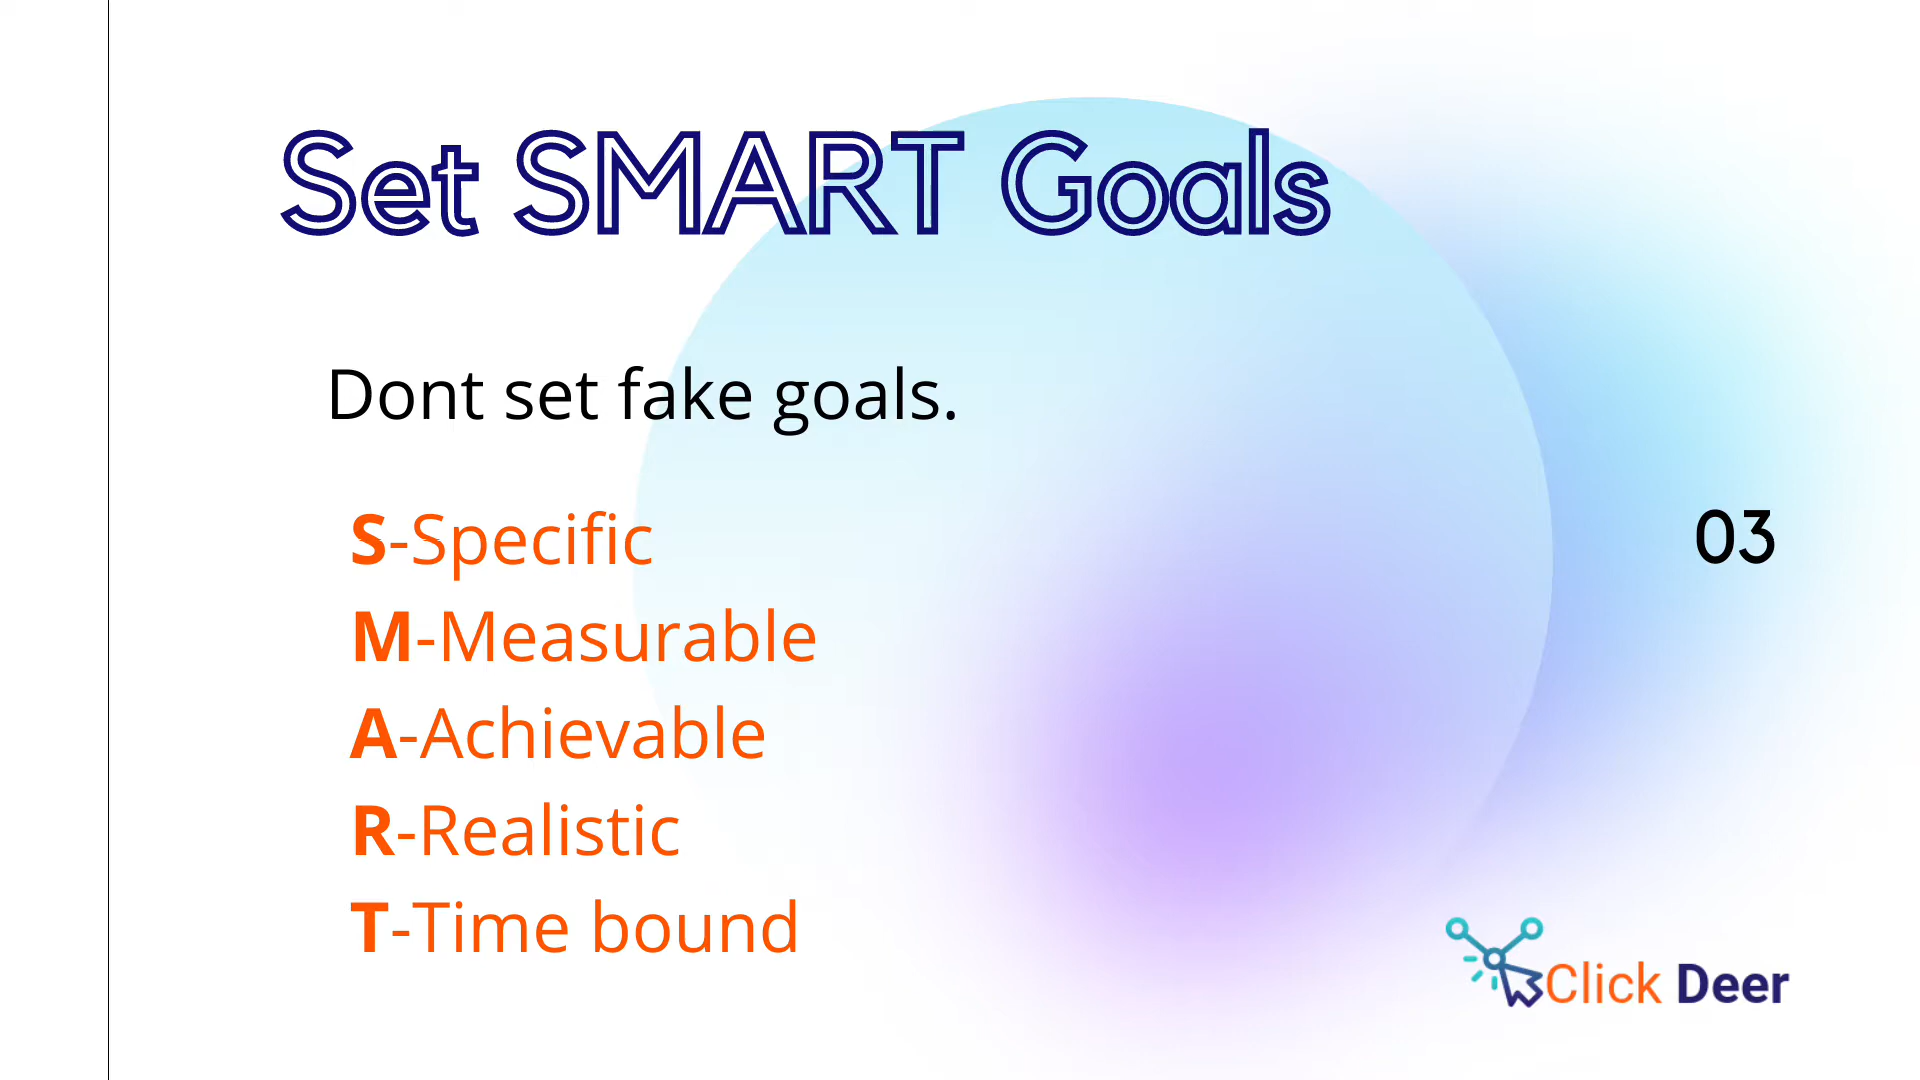 Set SMART Goals
Dont set fake goals.
S-Specific
M-Measurable
A-Achievable
R-Realistic
T-Time bound
03
Click Deer